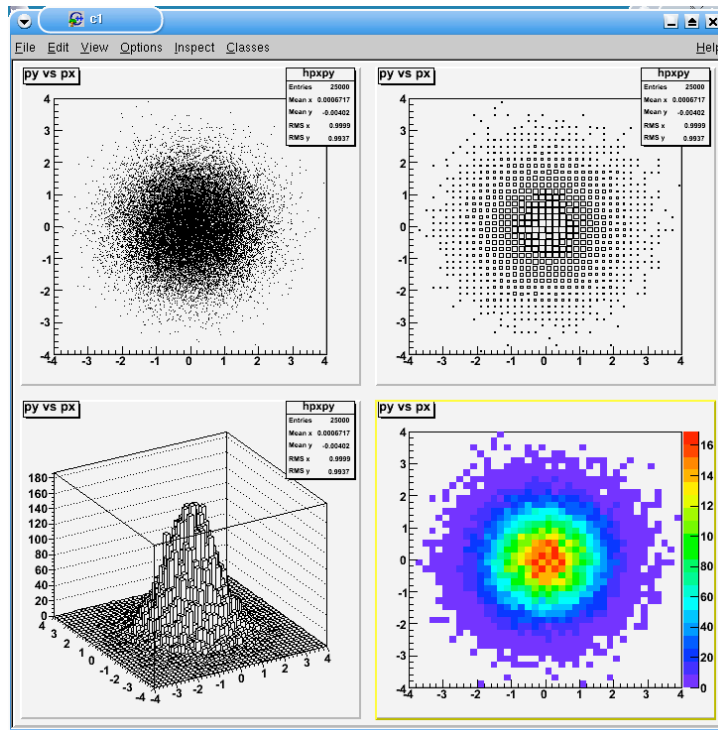 c1
File Edit View Options Inspect Classes Help
py vs px
hpxpy
Entries 25000
Mean x 0.0006717
Mean y -0.00402
RMS x 0.9999
RMS y 0.9937
4
3
2
1
0
-1
-2
-3
-4
-4 -3 -2 -1 0 1 2 3 4
py vs px
hpxpy
Entries 25000
Mean x 0.0006717
Mean y -0.00402
RMS x 0.9999
RMS y 0.9937
4
3
2
1
0
-1
-2
-3
-4
-4 -3 -2 -1 0 1 2 3 4
py vs px
hpxpy
Entries 25000
Mean x 0.0006717
Mean y -0.00402
RMS x 0.9999
RMS y 0.9937
180
160
140
120
100
80
60
40
20
0
4 3 2 1 0 -1 -2 -3 -4
-4 -3 -2 -1 0 1 2 3 4
py vs px
4
3
2
1
0
-1
-2
-3
-4
-4 -3 -2 -1 0 1 2 3 4
16
14
12
10
80
60
40
20
0